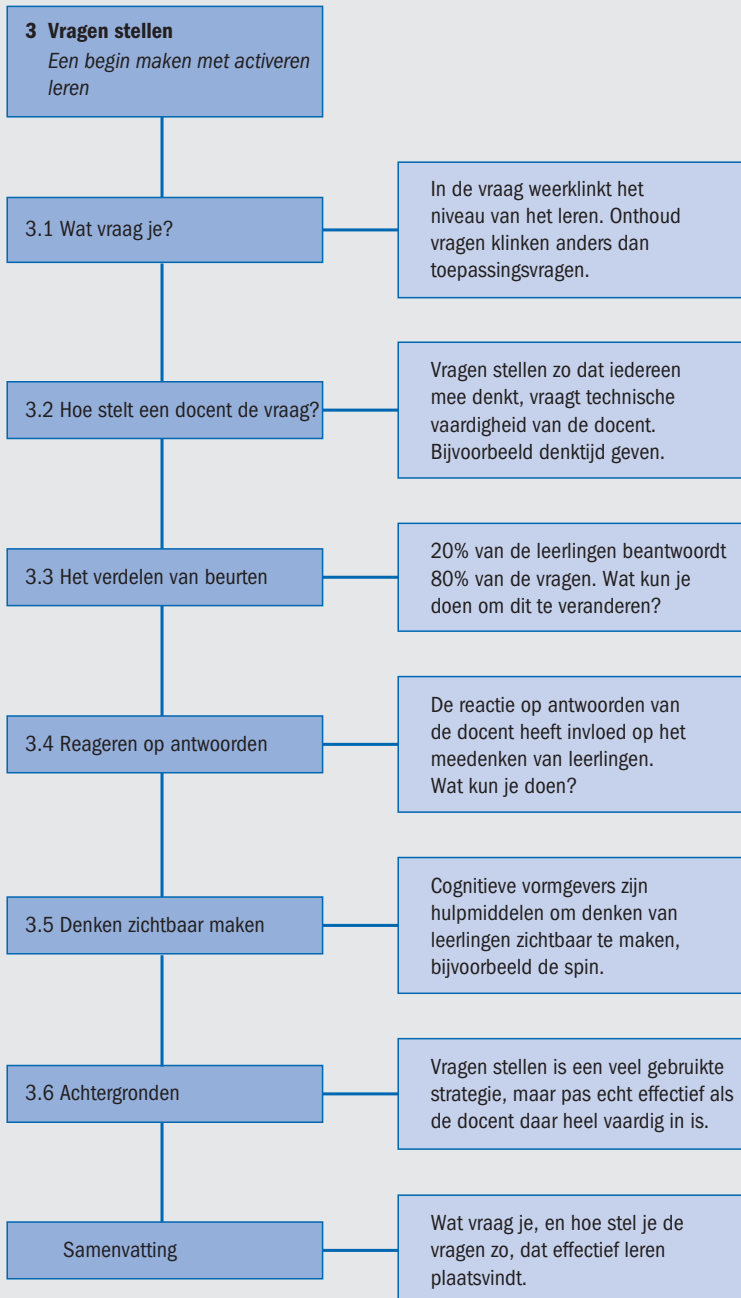 3 Vragen stellen
Een begin maken met activeren
leren
3.1 Wat vraag je?
In de vraag weerklinkt het
niveau van het leren. Onthoud
vragen klinken anders dan
toepassingsvragen.
3.2 Hoe stelt een docent de vraag?
Vragen stellen zo dat iedereen
mee denkt, vraagt technische
vaardigheid van de docent.
Bijvoorbeeld denktijd geven.
3.3 Het verdelen van beurten
20% van de leerlingen beantwoordt
80% van de vragen. Wat kun je
doen om dit te veranderen?
3.4 Reageren op antwoorden
De reactie op antwoorden van
de docent heeft invloed op het
meedenken van leerlingen.
Wat kun je doen?
3.5 Denken zichtbaar maken
Cognitieve vormgevers zijn
hulpmiddelen om denken van
leerlingen zichtbaar te maken,
bijvoorbeeld de spin.
3.6 Achtergronden
Vragen stellen is een veel gebruikte
strategie, maar pas echt effectief als
de docent daar heel vaardig in is.
Samenvatting
Wat vraag je, en hoe stel je de
vragen zo, dat effectief leren
plaatsvindt.